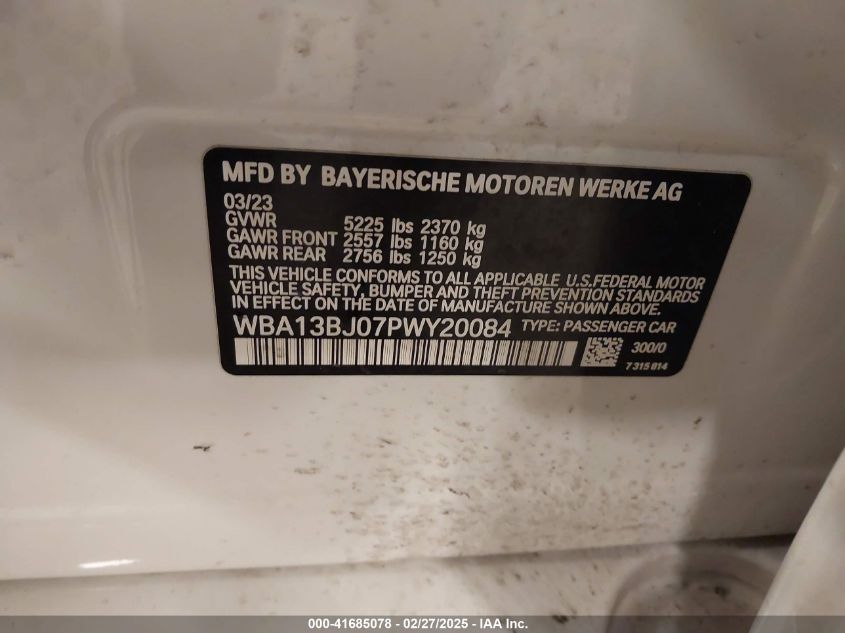 MFD BY BAYERISCHE MOTOREN WERKE AG
03/23
GVWR 5225 lbs 2370 kg
GAWR FRONT 2557 lbs 1160 kg
GAWR REAR 2756 lbs 1250 kg
THIS VEHICLE CONFORMS TO ALL APPLICABLE U.S.FEDERAL MOTOR
VEHICLE SAFETY, BUMPER AND THEFT PREVENTION STANDARDS
IN EFFECT ON THE DATE OF MANUFACTURE SHOWN ABOVE.
WBA13BJ07PWY20084 TYPE: PASSENGER CAR
300/0
7 315 814
000-41685078 - 02/27/2025 - IAA Inc.